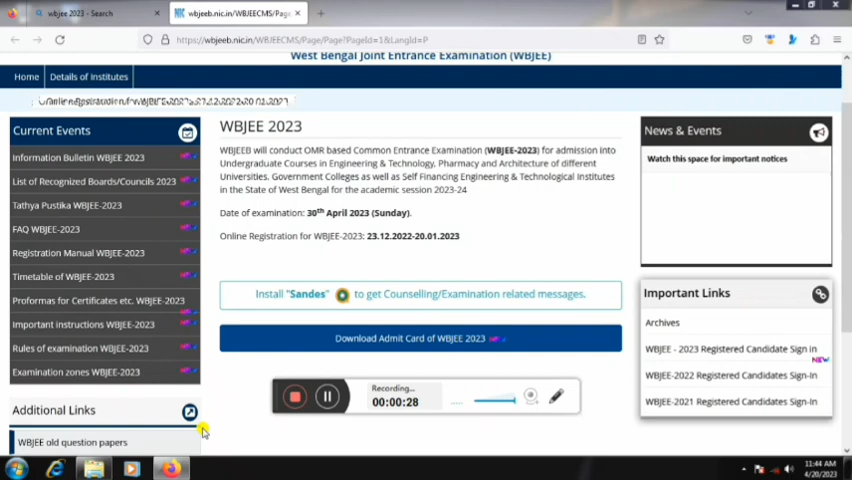 wbjee 2023 - Search
wbjeeb.nic.in/WBJEECMS/Page
https://wbjeeb.nic.in/WBJEECMS/Page/Page?PageId=1&LangId=P
West Bengal Joint Entrance Examination (WBJEE)
Home
Details of Institutes
Current Events
Information Bulletin WBJEE 2023
List of Recognized Boards/Councils 2023
Tathya Pustika WBJEE-2023
FAQ WBJEE-2023
Registration Manual WBJEE-2023
Timetable of WBJEE-2023
Proformas for Certificates etc. WBJEE-2023
Important instructions WBJEE-2023
Rules of examination WBJEE-2023
Examination zones WBJEE-2023
Additional Links
WBJEE old question papers
WBJEE 2023
WBJEEB will conduct OMR based Common Entrance Examination (WBJEE-2023) for admission into
Undergraduate Courses in Engineering & Technology, Pharmacy and Architecture of different
Universities, Government Colleges as well as Self Financing Engineering & Technological Institutes
in the State of West Bengal for the academic session 2023-24
Date of examination: 30th April 2023 (Sunday).
Online Registration for WBJEE-2023: 23.12.2022-20.01.2023
Install "Sandes" to get Counselling/Examination related messages.
Download Admit Card of WBJEE 2023
Recording...
00:00:28
News & Events
Watch this space for important notices
Important Links
Archives
WBJEE - 2023 Registered Candidate Sign in
NEW
WBJEE-2022 Registered Candidates Sign-In
WBJEE-2021 Registered Candidates Sign-In
11:44 AM
4/20/2023